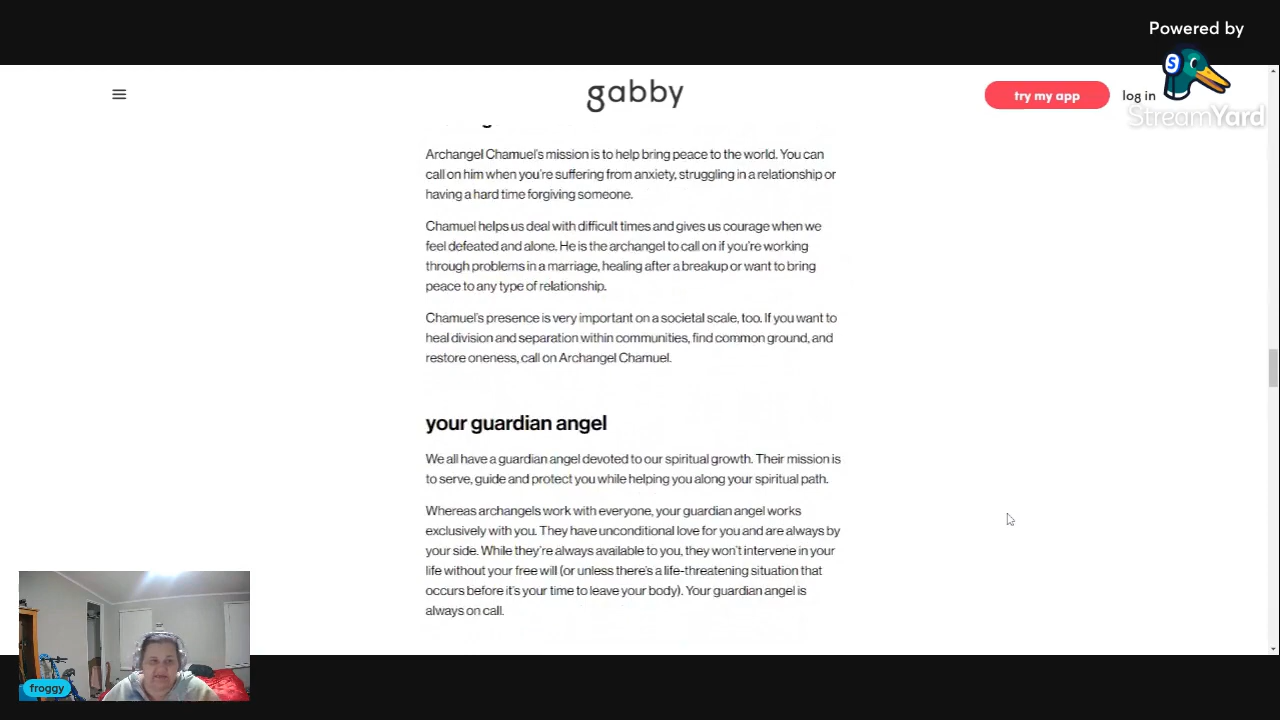 Powered by
StreamYard
gabby
try my app
log in
Archangel Chamuel's mission is to help bring peace to the world. You can
call on him when you're suffering from anxiety, struggling in a relationship or
having a hard time forgiving someone.
Chamuel helps us deal with difficult times and gives us courage when we
feel defeated and alone. He is the archangel to call on if you're working
through problems in a marriage, healing after a breakup or want to bring
peace to any type of relationship.
Chamuel's presence is very important on a societal scale, too. If you want to
heal division and separation within communities, find common ground, and
restore oneness, call on Archangel Chamuel.
your guardian angel
We all have a guardian angel devoted to our spiritual growth. Their mission is
to serve, guide and protect you while helping you along your spiritual path.
Whereas archangels work with everyone, your guardian angel works
exclusively with you. They have unconditional love for you and are always by
your side. While they're always available to you, they won't intervene in your
life without your free will (or unless there's a life-threatening situation that
occurs before it's your time to leave your body). Your guardian angel is
always on call.
froggy